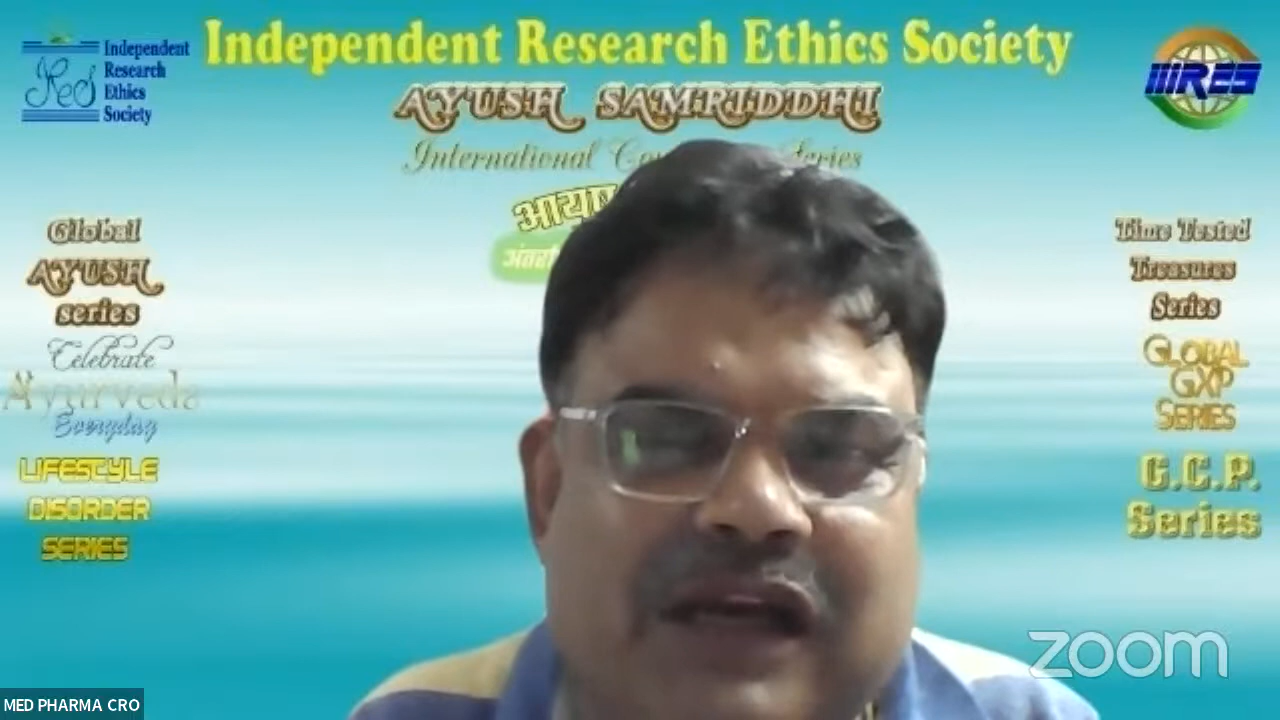 Independent Research Ethics Society
Independent
Research
Ethics
Society
IReS
IIRES
AYUSH SAMRIDDHI
International
Series
Global
AYUSH
series
Celebrate
Ayurveda
Everyday
LIFESTYLE
DISORDER
SERIES
Time Tested
Treasures
Series
GLOBAL
GXP
SERIES
G.C.P.
Series
zoom
MED PHARMA CRO